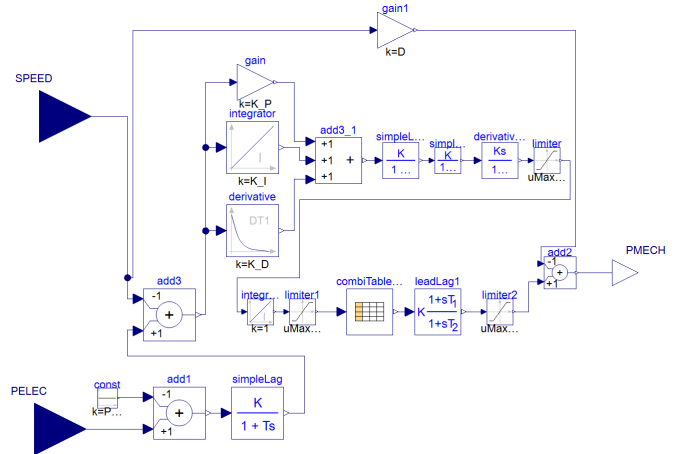 gain1
k=D
SPEED
gain
k=K_P
integrator
I
k=K_I
derivative
DT1
k=K_D
add3_1
+1
+1
+
+1
simpleL...
K
1 ...
simpl...
K
1...
derivativ...
Ks
1...
limiter
uMax...
add3
-1
+
+1
integr...
k=1
limiter1
uMax...
combiTable...
leadLag1
K
1+sT1
1+sT2
limiter2
uMax...
add2
-1
+
+1
PMECH
PELEC
const
k=P...
add1
-1
+
+1
simpleLag
K
1 + Ts